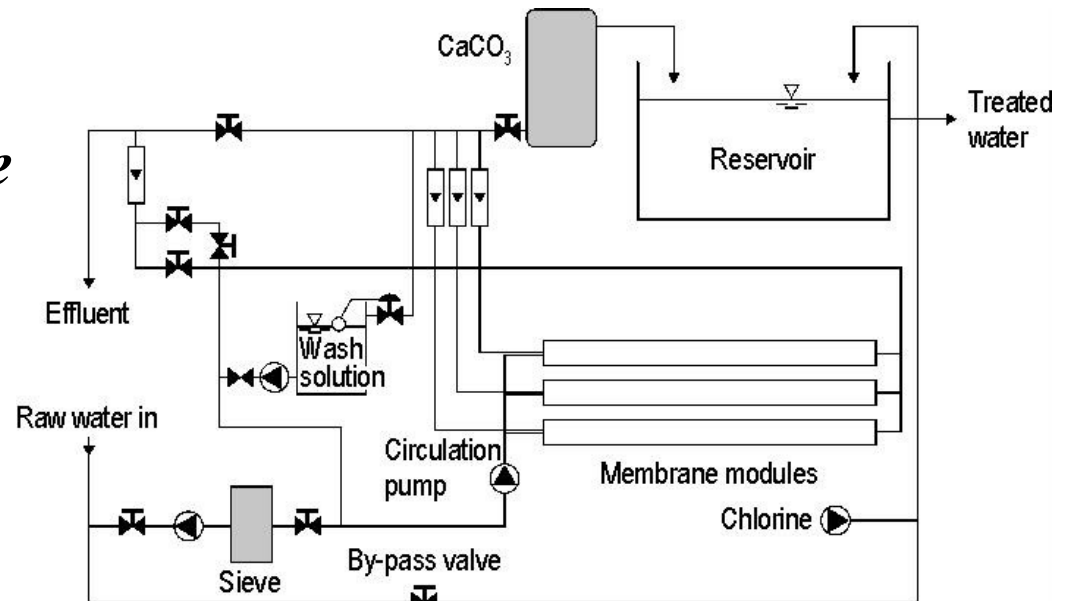 CaCO₃
Treated
water
Reservoir
e
Effluent
Wash
solution
Raw water in
Circulation
pump
Membrane modules
Chlorine
By-pass valve
Sieve